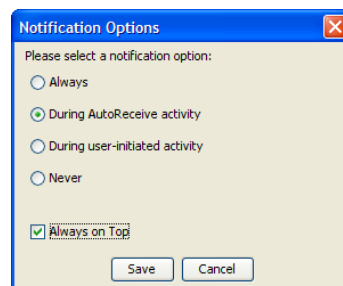 Notification Options
Please select a notification option:
Always
During AutoReceive activity
During user-initiated activity
Never
Always on Top
Save Cancel